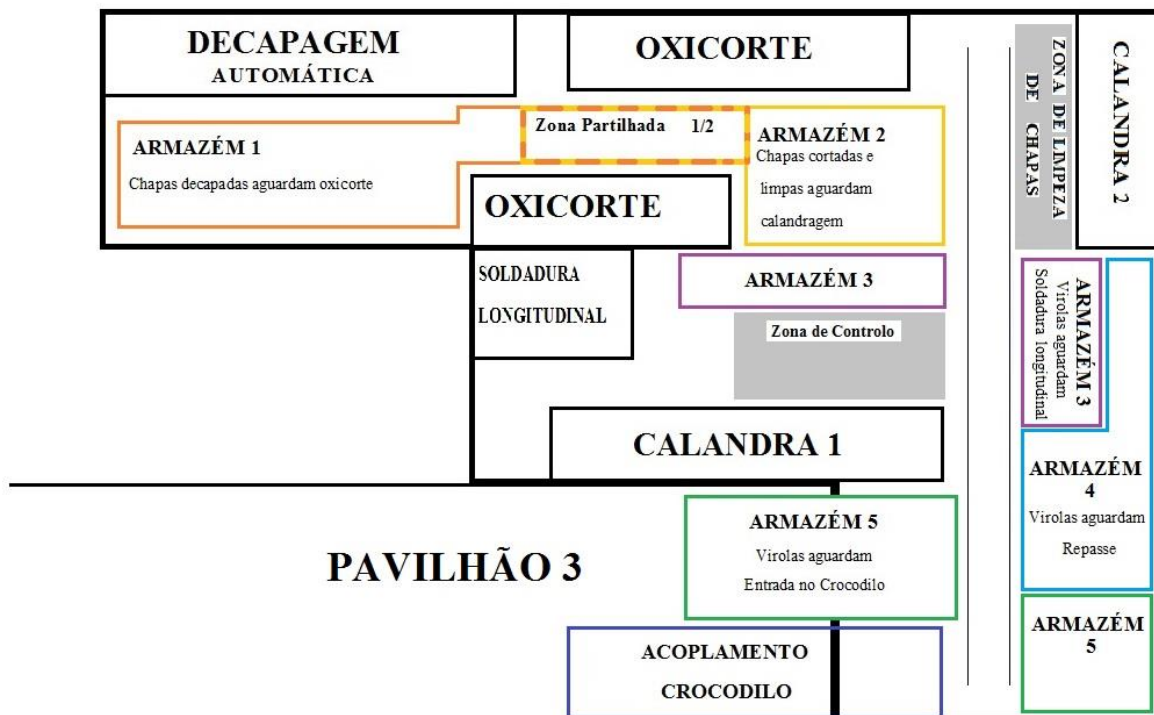 DECAPAGEM
AUTOMÁTICA
OXICORTE
ZONA DE LIMPEZA
DE CHAPAS
CALANDRA 2
ARMAZÉM 1
Chapas decapadas aguardam oxicorte
Zona Partilhada 1/2
ARMAZÉM 2
Chapas cortadas e
limpas aguardam
calandragem
OXICORTE
SOLDADURA
LONGITUDINAL
ARMAZÉM 3
Zona de Controlo
ARMAZÉM 3
Virolas aguardam
Soldadura longitudinal
CALANDRA 1
ARMAZÉM
4
Virolas aguardam
Repasse
PAVILHÃO 3
ARMAZÉM 5
Virolas aguardam
Entrada no Crocodilo
ARMAZÉM
5
ACOPLAMENTO
CROCODILO